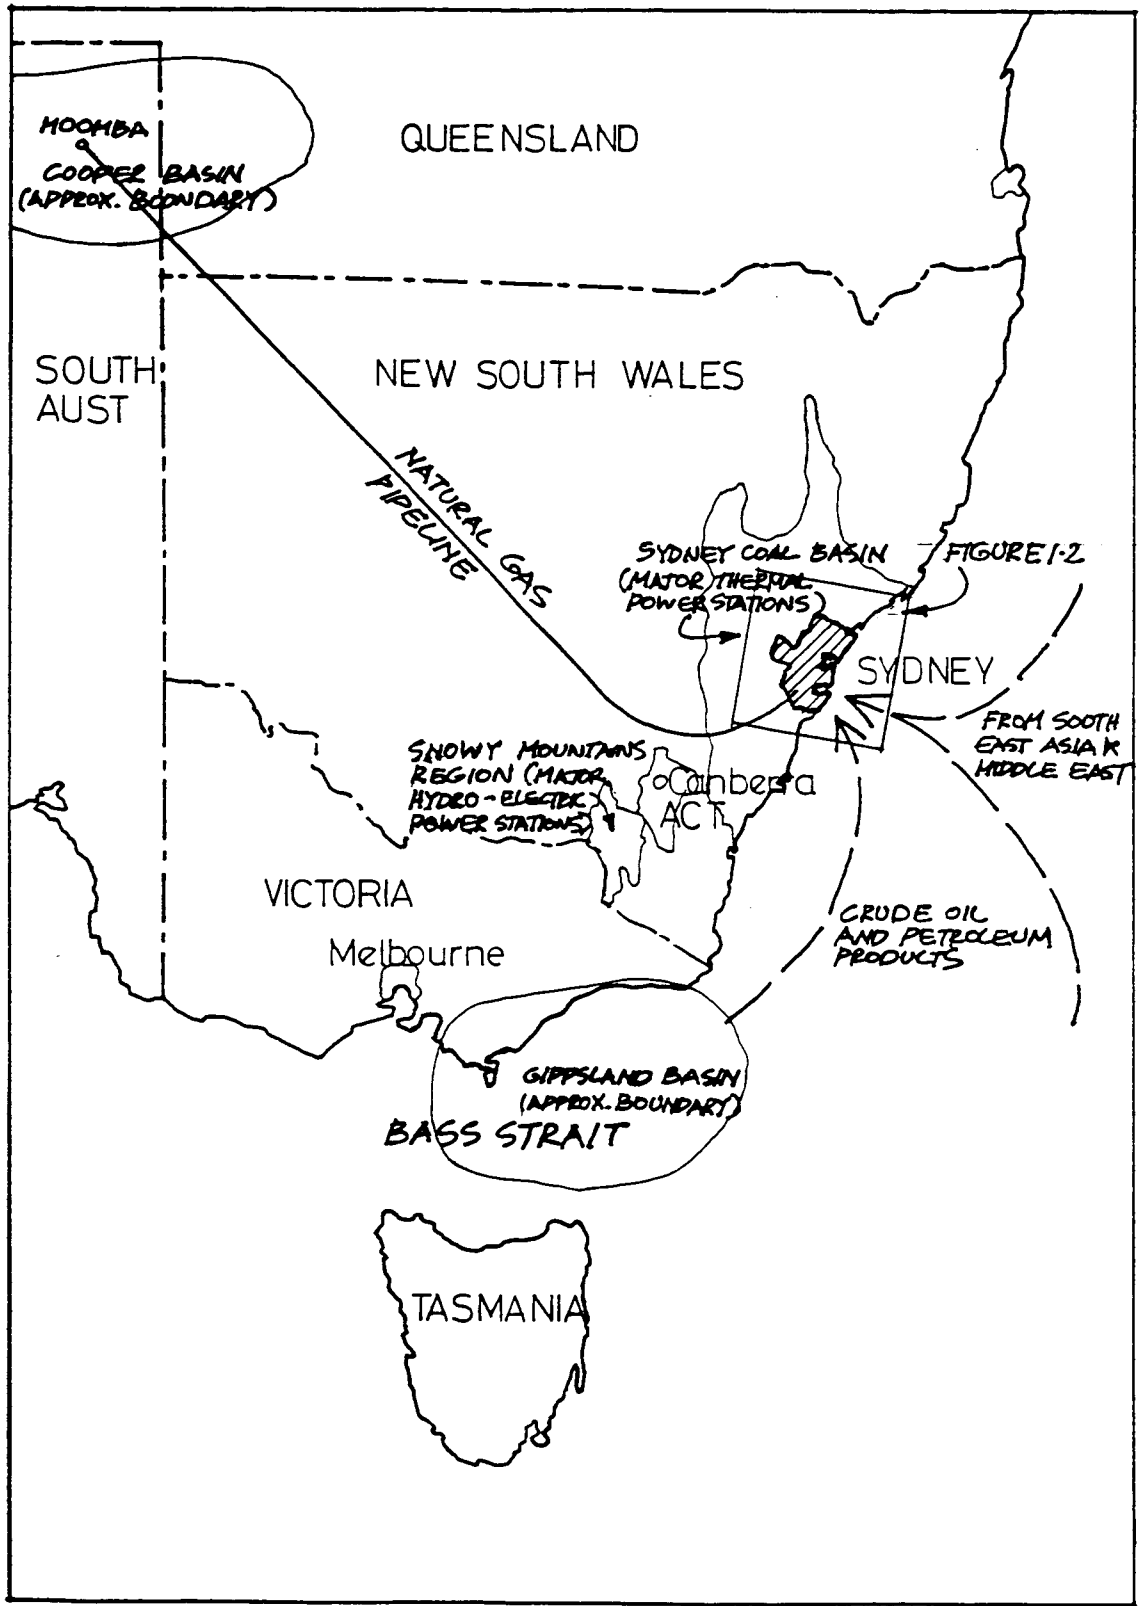 MOOMBA
COOPER BASIN
(APPROX. BOUNDARY)
QUEENSLAND
SOUTH
AUST
NEW SOUTH WALES
NATURAL GAS
PIPELINE
SYDNEY COAL BASIN
(MAJOR THERMAL
POWER STATIONS)
FIGURE 1·2
SYDNEY
FROM SOUTH
EAST ASIA &
MIDDLE EAST
SNOWY MOUNTAINS
REGION (MAJOR
HYDRO-ELECTRIC
POWER STATIONS)
Canberra
ACT
VICTORIA
Melbourne
CRUDE OIL
AND PETROLEUM
PRODUCTS
GIPPSLAND BASIN
(APPROX. BOUNDARY)
BASS STRAIT
TASMANIA